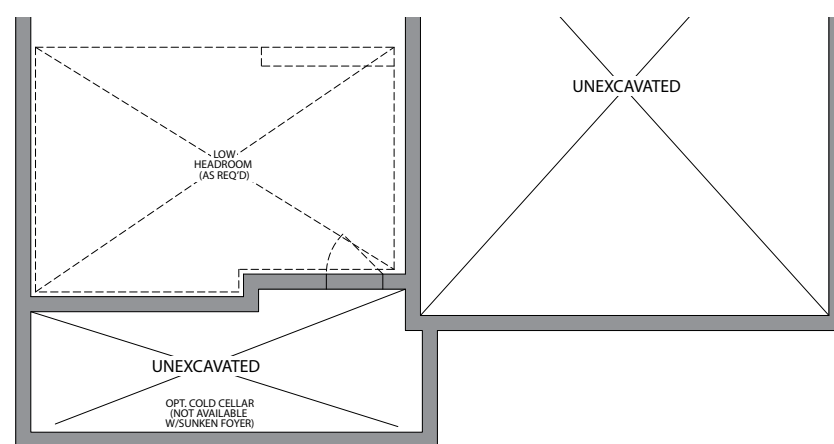 UNEXCAVATED
LOW
HEADROOM
(AS REQ'D)
UNEXCAVATED
OPT. COLD CELLAR
(NOT AVAILABLE
W/SUNKEN FOYER)